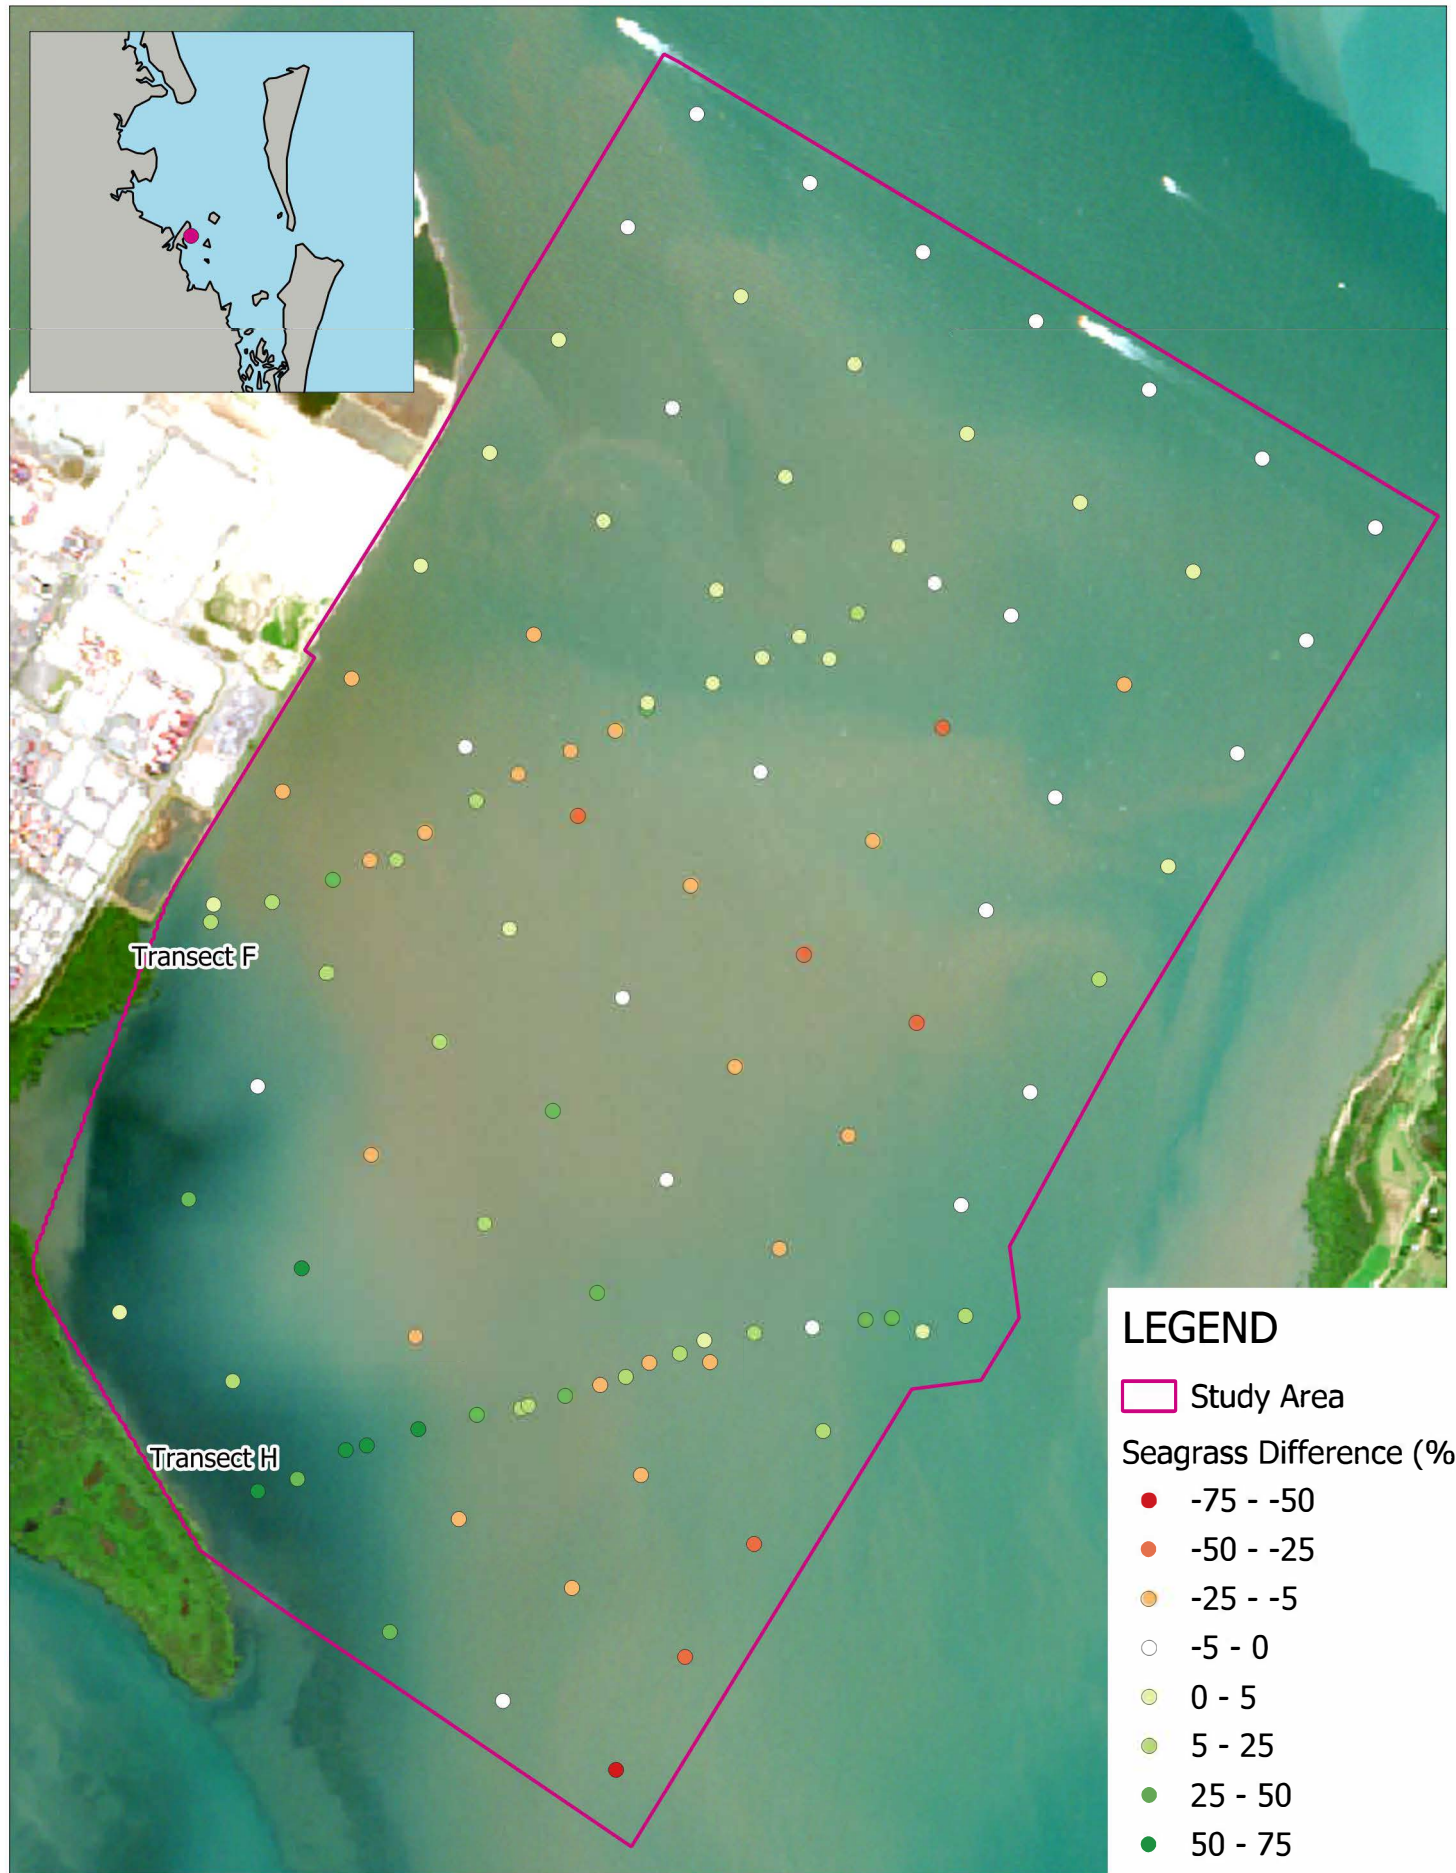 Transect F
Transect H
LEGEND
Study Area
Seagrass Difference (%
-75 - -50
-50 - -25
-25 - -5
-5 - 0
0 - 5
5 - 25
25 - 50
50 - 75